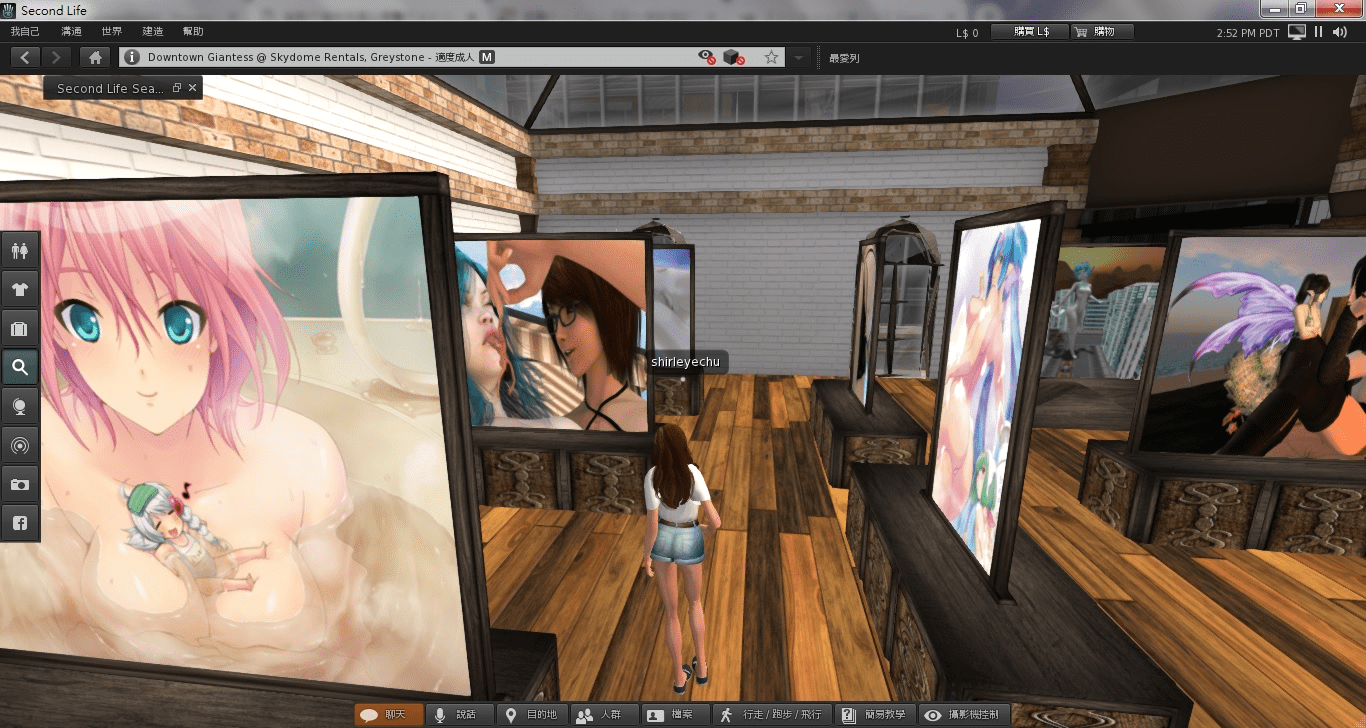 Second Life
我自己 溝通 世界 建造 幫助
L$ 0 購買 L$ 購物 2:52 PM PDT
Downtown Giantess @ Skydome Rentals, Greystone - 適度成人 M 最愛列
Second Life Sea...
shirleyechu
聊天 說話 目的地 人群 檔案 行走 / 跑步 / 飛行 簡易教學 攝影機控制